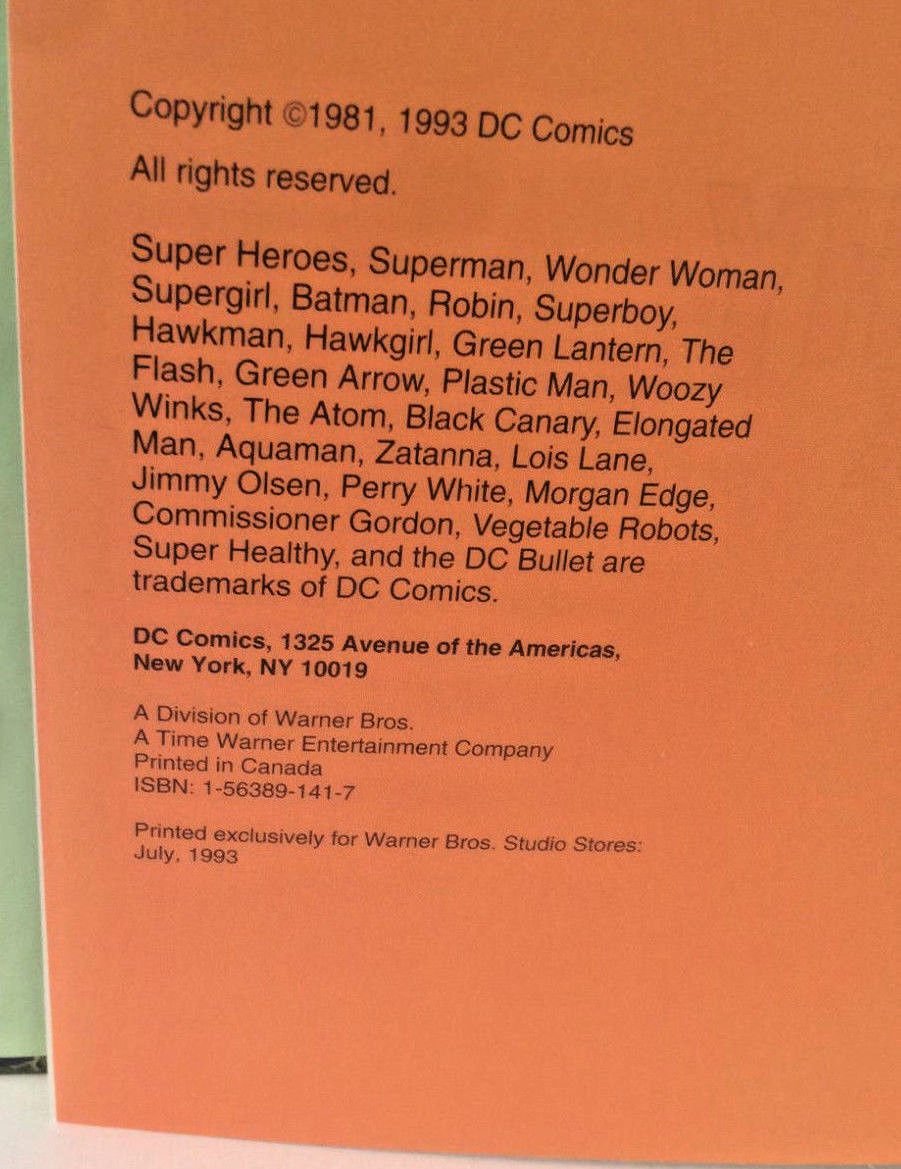 Copyright ©1981, 1993 DC Comics
All rights reserved.
Super Heroes, Superman, Wonder Woman,
Supergirl, Batman, Robin, Superboy,
Hawkman, Hawkgirl, Green Lantern, The
Flash, Green Arrow, Plastic Man, Woozy
Winks, The Atom, Black Canary, Elongated
Man, Aquaman, Zatanna, Lois Lane,
Jimmy Olsen, Perry White, Morgan Edge,
Commissioner Gordon, Vegetable Robots,
Super Healthy, and the DC Bullet are
trademarks of DC Comics.
DC Comics, 1325 Avenue of the Americas,
New York, NY 10019
A Division of Warner Bros.
A Time Warner Entertainment Company
Printed in Canada
ISBN: 1-56389-141-7
Printed exclusively for Warner Bros. Studio Stores:
July, 1993